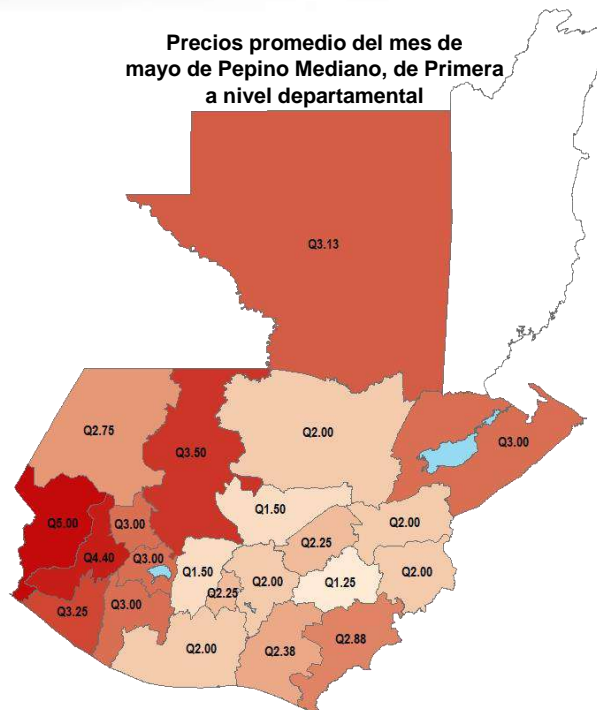 Precios promedio del mes de
mayo de Pepino Mediano, de Primera
a nivel departamental
Q3.13
Q2.75
Q3.50
Q2.00
Q3.00
Q1.50
Q5.00
Q3.00
Q2.00
Q2.25
Q4.40
Q3.00
Q1.50
Q2.00
Q1.25
Q2.00
Q2.25
Q3.25
Q3.00
Q2.00
Q2.38
Q2.88